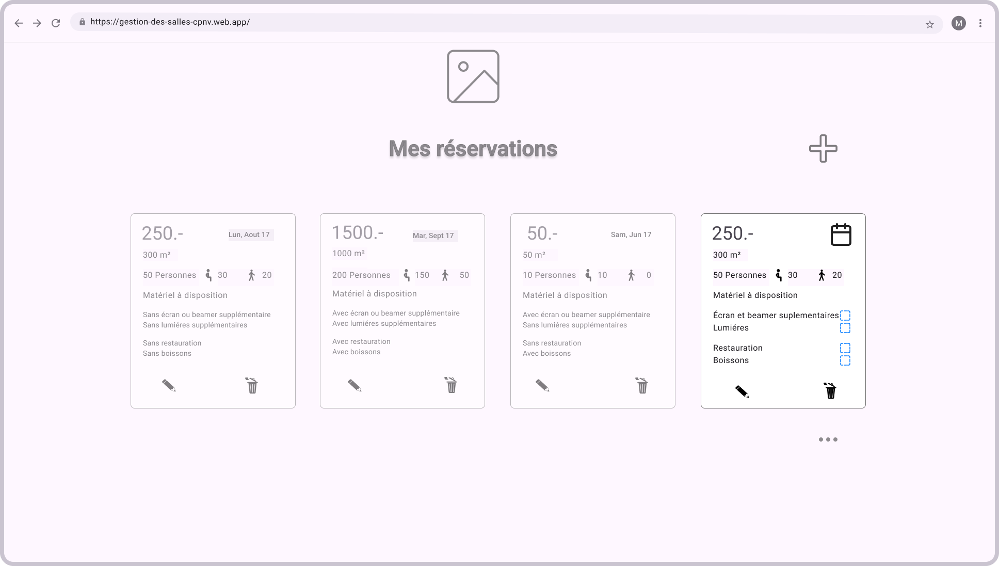 https://gestion-des-salles-cpnv.web.app/
M
Mes réservations
250.-
Lun, Aout 17
300 m²
50 Personnes 30 20
Matériel à disposition
Sans écran ou beamer supplémentaire
Sans lumiéres supplémentaires
Sans restauration
Sans boissons
1500.-
Mar, Sept 17
1000 m²
200 Personnes 150 50
Matériel à disposition
Avec écran ou beamer supplémentaire
Avec lumiéres supplémentaires
Avec restauration
Avec boissons
50.-
Sam, Jun 17
50 m²
10 Personnes 10 0
Matériel à disposition
Avec écran ou beamer supplémentaire
Sans lumiéres supplémentaires
Sans restauration
Avec boissons
250.-
300 m²
50 Personnes 30 20
Matériel à disposition
Écran et beamer suplementaires
Lumiéres
Restauration
Boissons